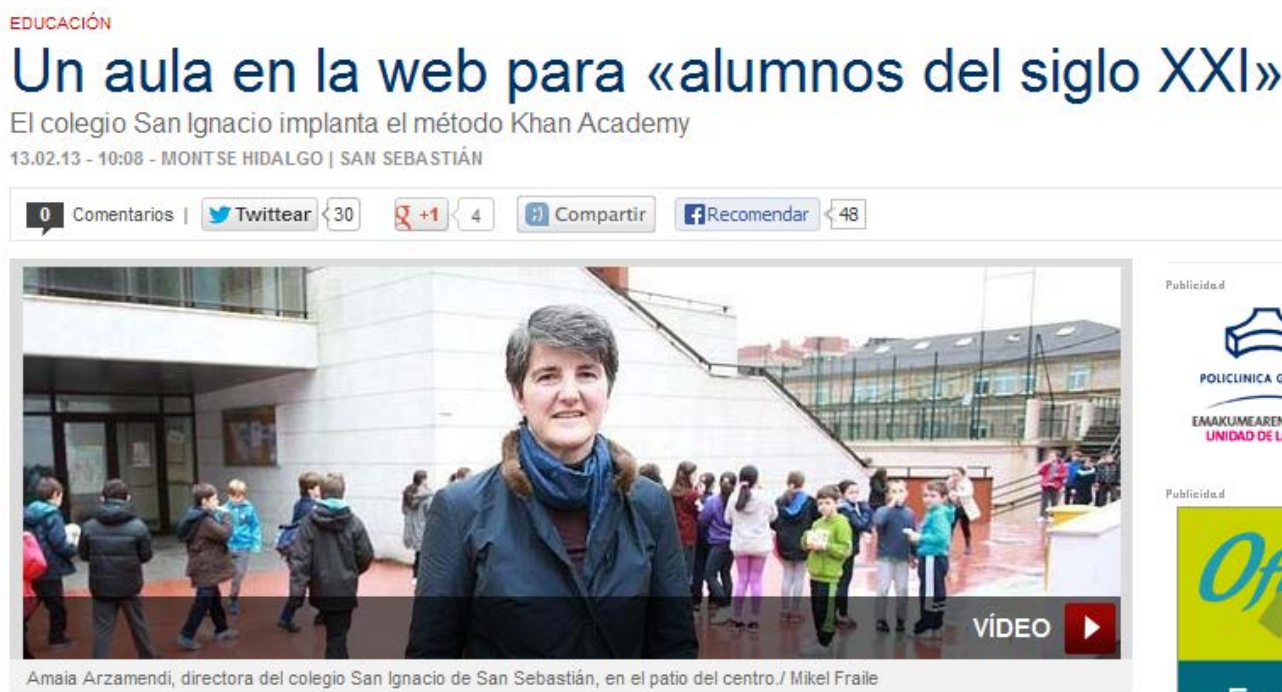 EDUCACIÓN
Un aula en la web para «alumnos del siglo XXI»
El colegio San Ignacio implanta el método Khan Academy
13.02.13 - 10:08 - MONTSE HIDALGO | SAN SEBASTIÁN
0 Comentarios | Twittear 30 +1 4 Compartir Recomendar 48
Publicidad
POLICLINICA G
UNIDAD DE L
Publicidad
VÍDEO
Amaia Arzamendi, directora del colegio San Ignacio de San Sebastián, en el patio del centro./ Mikel Fraile